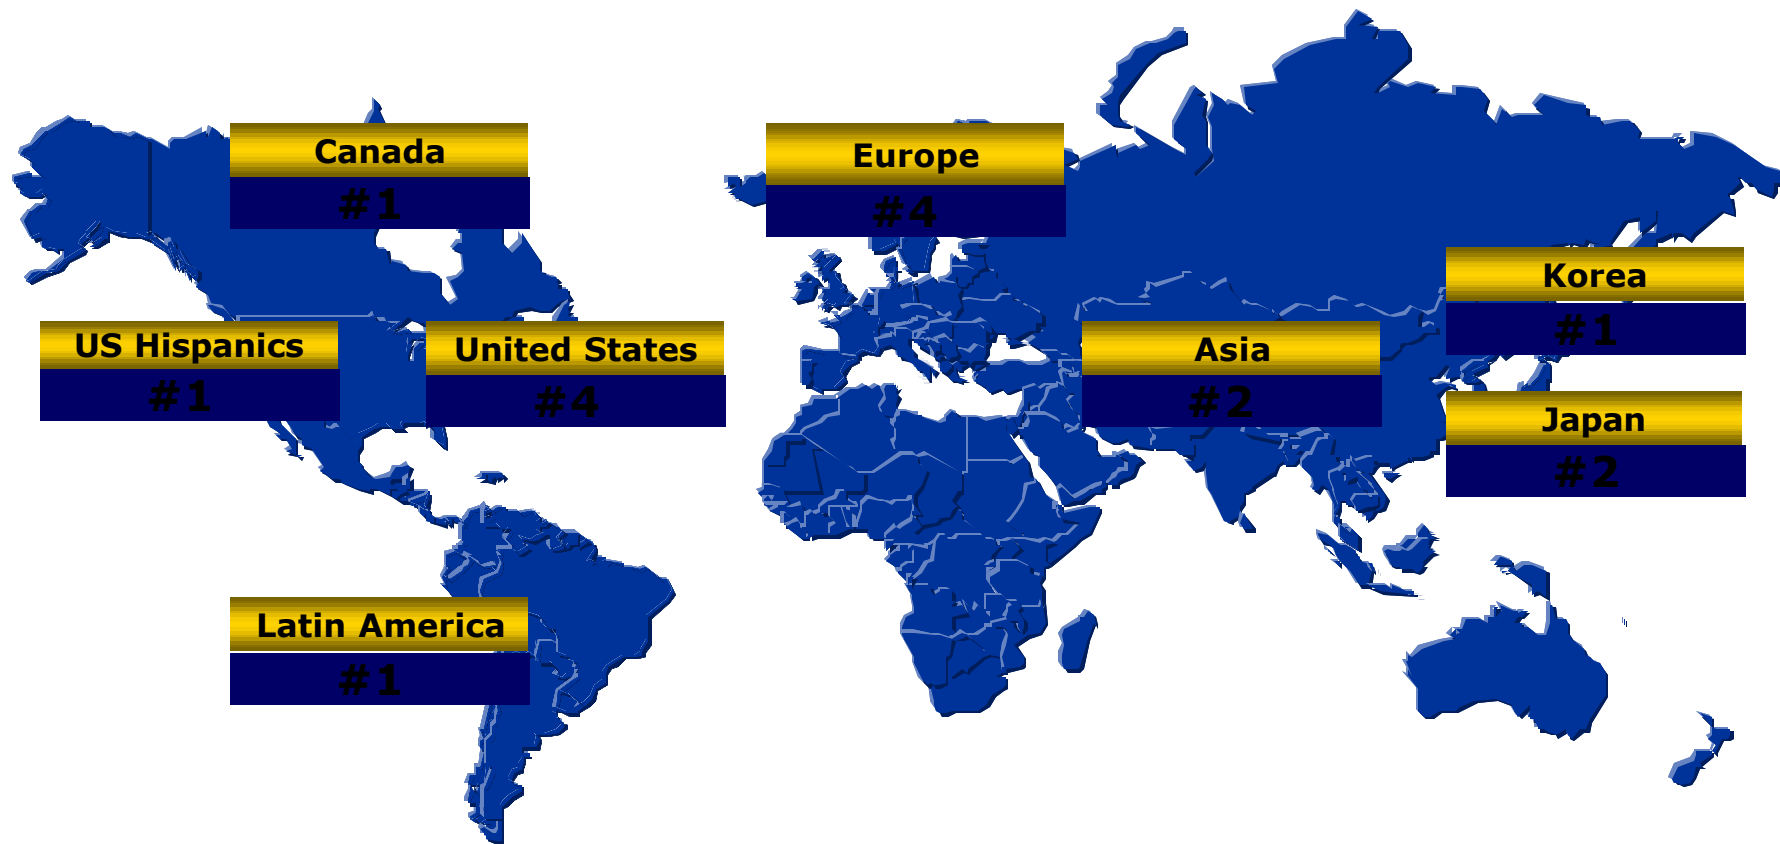 Canada
#1
Europe
#4
Korea
#1
US Hispanics
#1
United States
#4
Asia
#2
Japan
#2
Latin America
#1